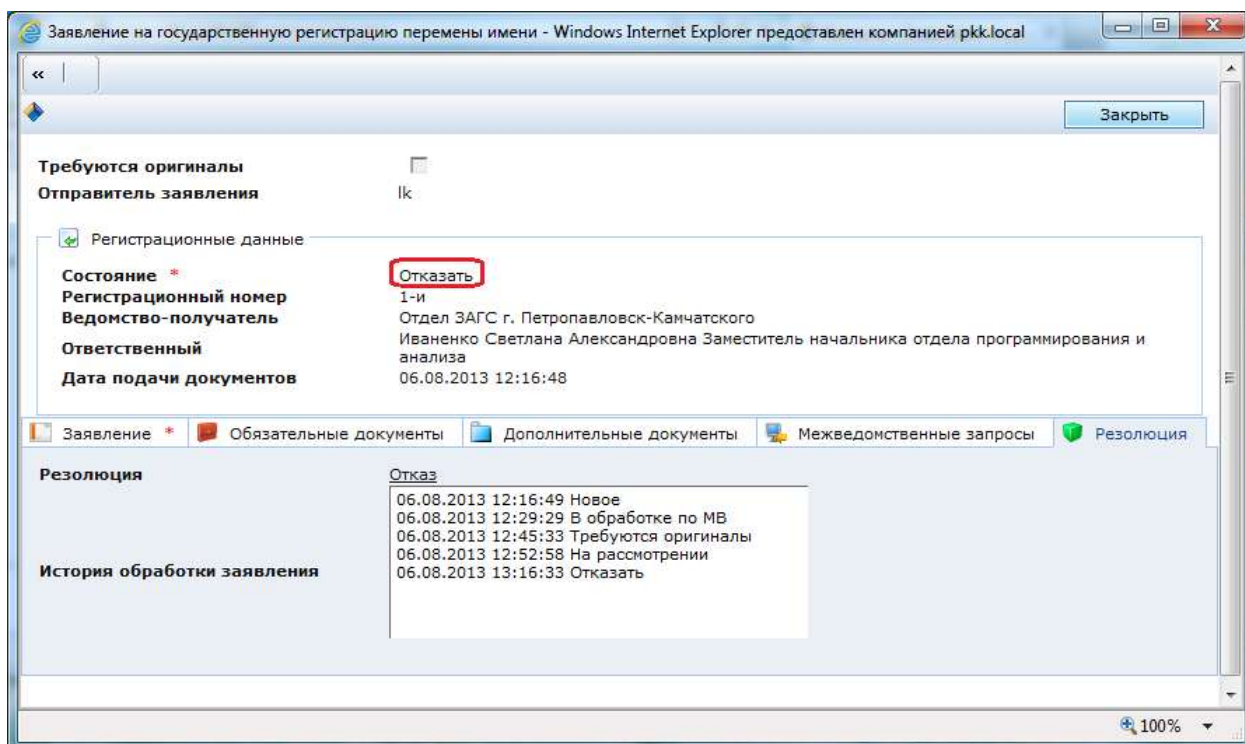 Заявление на государственную регистрацию перемены имени - Windows Internet Explorer предоставлен компанией pkk.local
«
Закрыть
Требуются оригиналы
Отправитель заявления lk
Регистрационные данные
Состояние * Отказать
Регистрационный номер 1-и
Ведомство-получатель Отдел ЗАГС г. Петропавловск-Камчатского
Ответственный Иваненко Светлана Александровна Заместитель начальника отдела программирования и
анализа
Дата подачи документов 06.08.2013 12:16:48
Заявление * Обязательные документы Дополнительные документы Межведомственные запросы Резолюция
Резолюция Отказ
06.08.2013 12:16:49 Новое
06.08.2013 12:29:29 В обработке по МВ
06.08.2013 12:45:33 Требуются оригиналы
06.08.2013 12:52:58 На рассмотрении
История обработки заявления 06.08.2013 13:16:33 Отказать
100%